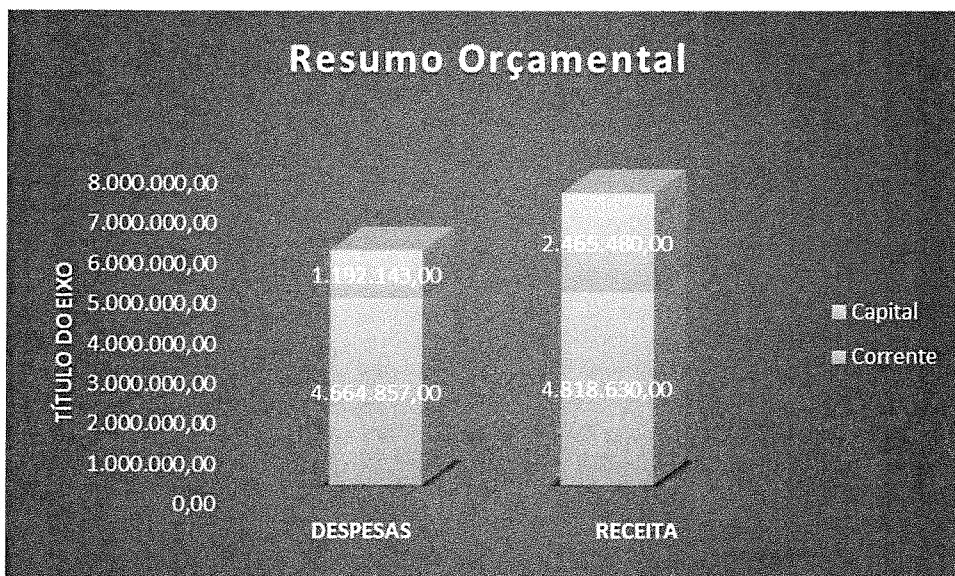 Resumo Orçamental
8.000.000,00
7.000.000,00
6.000.000,00
5.000.000,00
4.000.000,00
3.000.000,00
2.000.000,00
1.000.000,00
0,00
TÍTULO DO EIXO
1.192.143,00
4.664.857,00
2.465.480,00
4.818.630,00
DESPESAS
RECEITA
Capital
Corrente